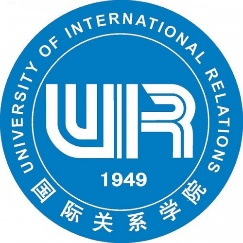 UNIVERSITY OF INTERNATIONAL RELATIONS
UIR
1949
国际关系学院